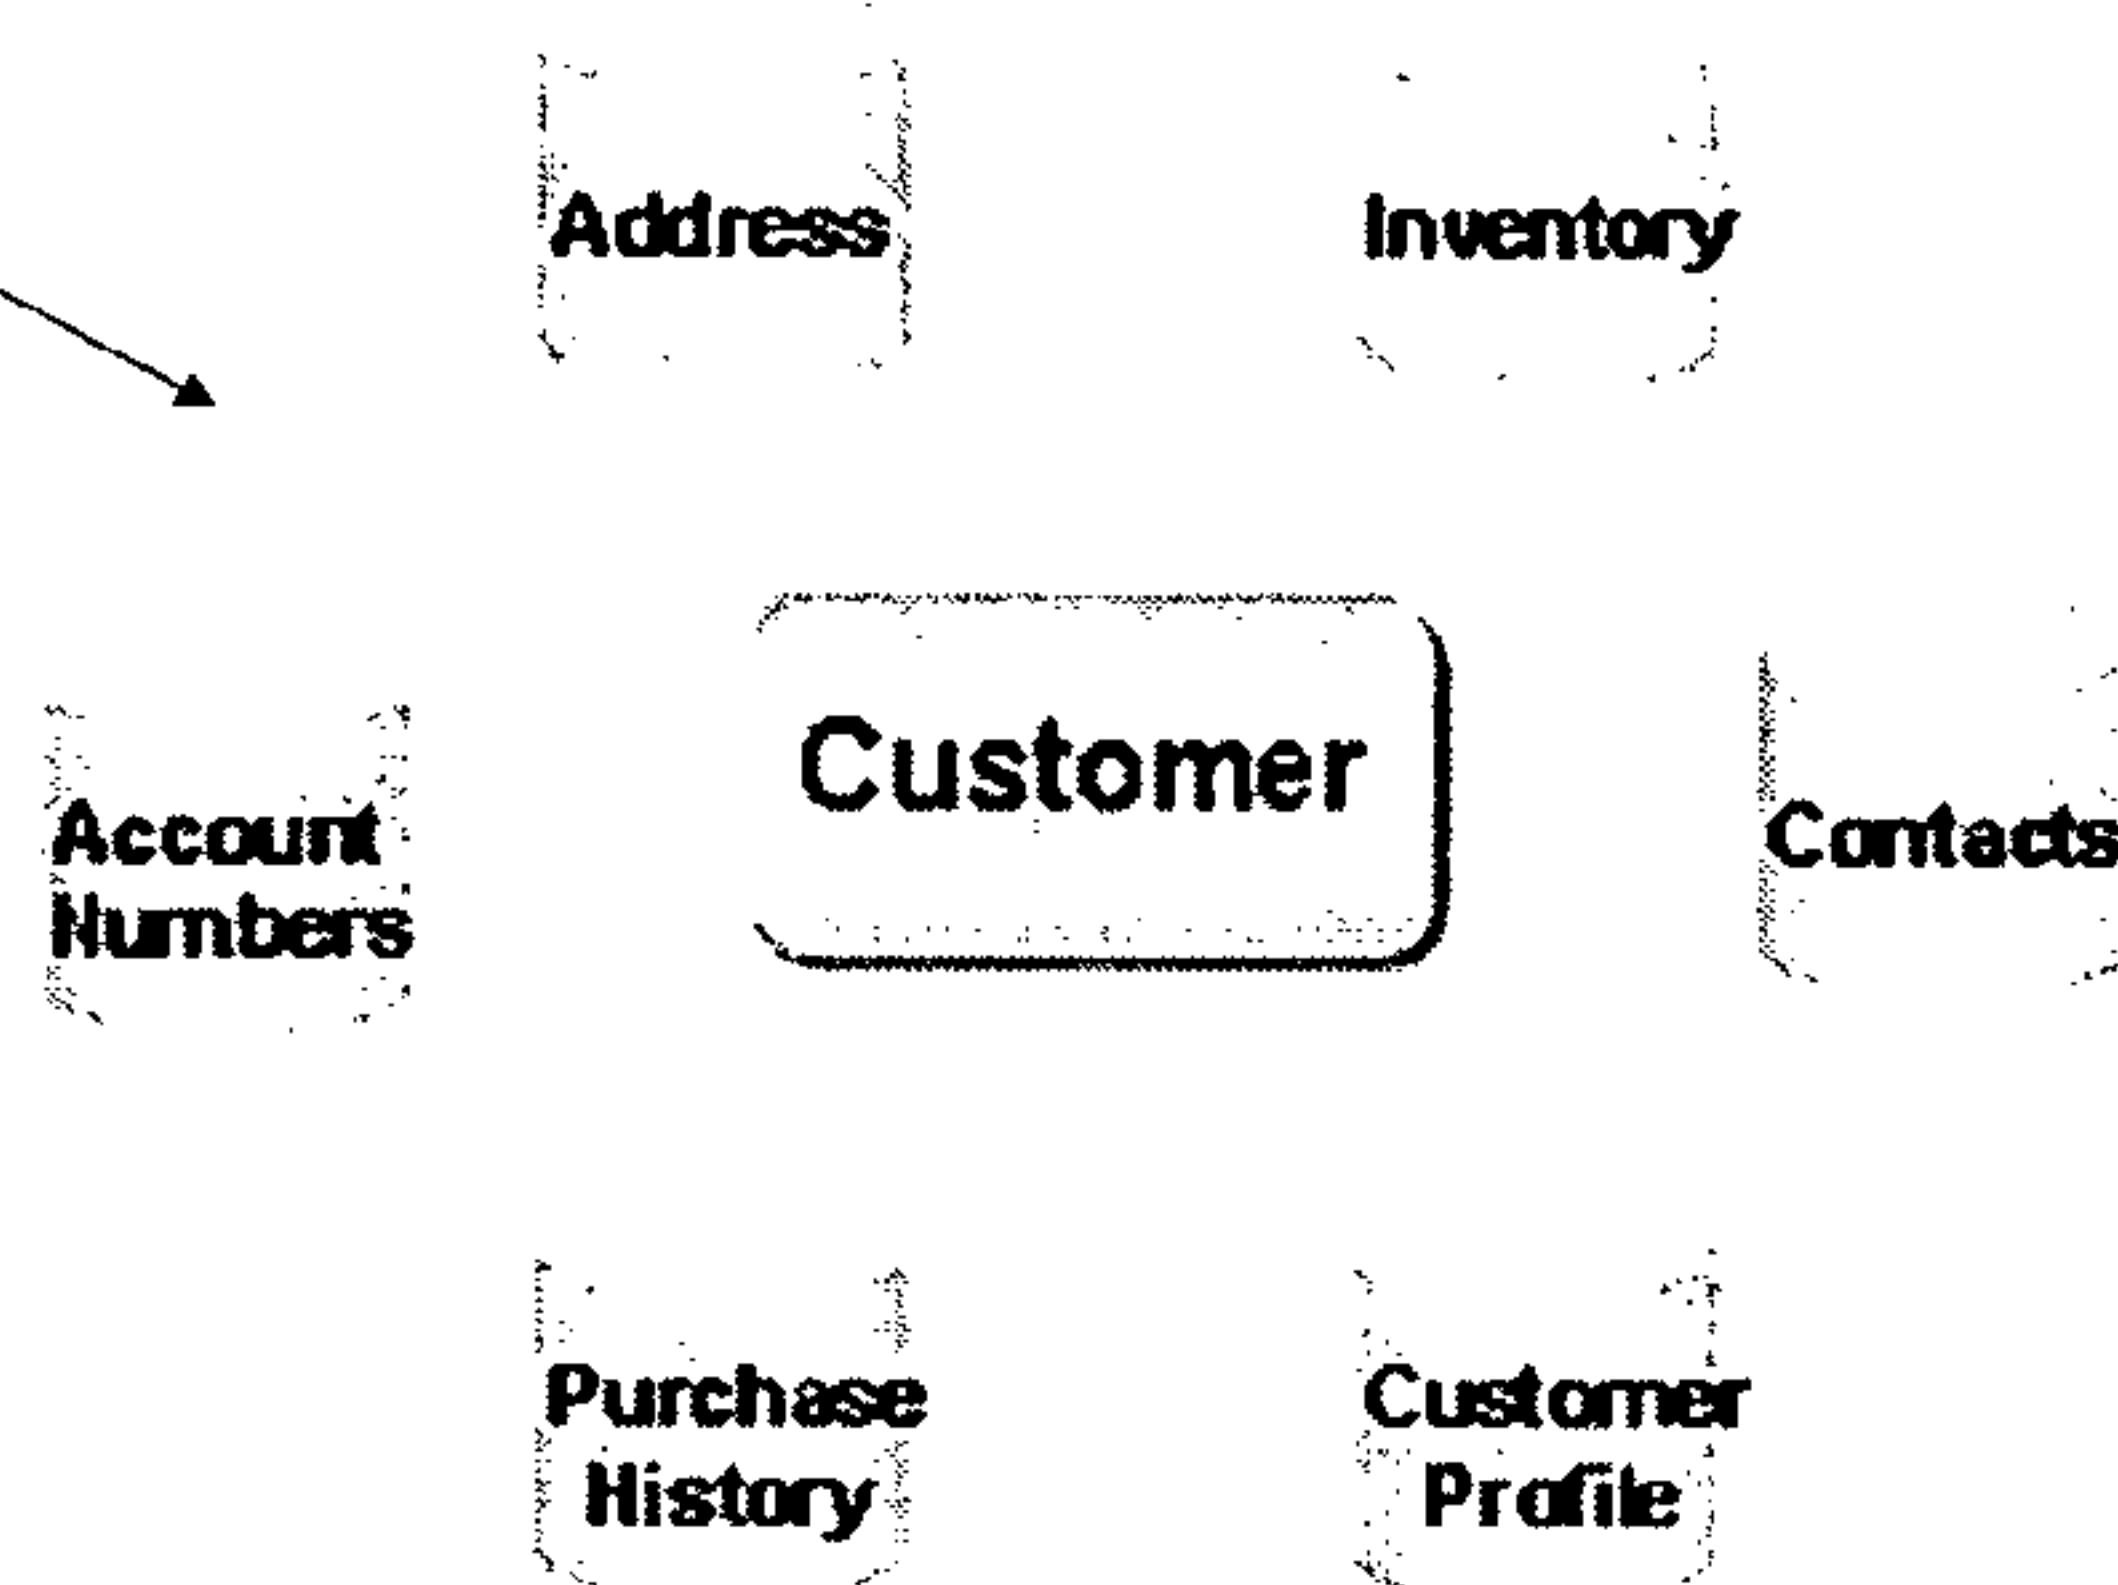 Address
Inventory
Customer
Account
Numbers
Contacts
Purchase
History
Customer
Profile